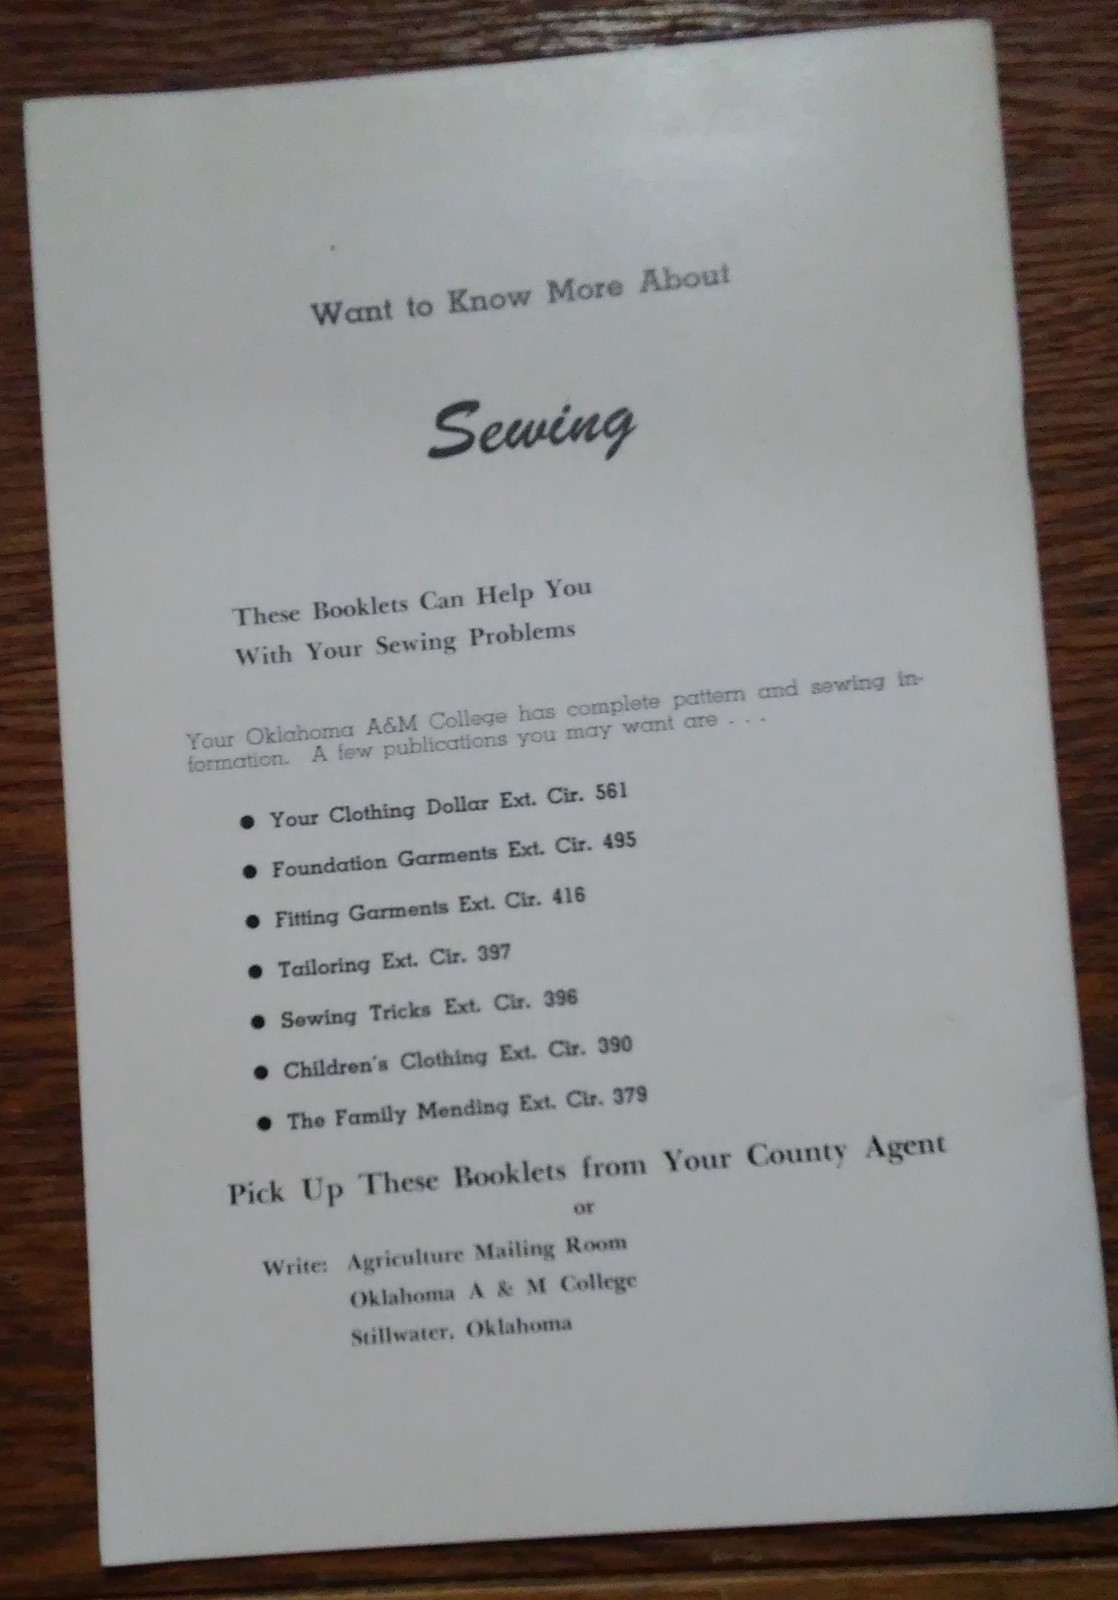 Want to Know More About
Sewing
These Booklets Can Help You
With Your Sewing Problems
Your Oklahoma A&M College has complete pattern and sewing in-
formation. A few publications you may want are . . .
● Your Clothing Dollar Ext. Cir. 561
● Foundation Garments Ext. Cir. 495
● Fitting Garments Ext. Cir. 416
● Tailoring Ext. Cir. 397
● Sewing Tricks Ext. Cir. 396
● Children's Clothing Ext. Cir. 390
● The Family Mending Ext. Cir. 379
Pick Up These Booklets from Your County Agent
or
Write: Agriculture Mailing Room
Oklahoma A & M College
Stillwater, Oklahoma